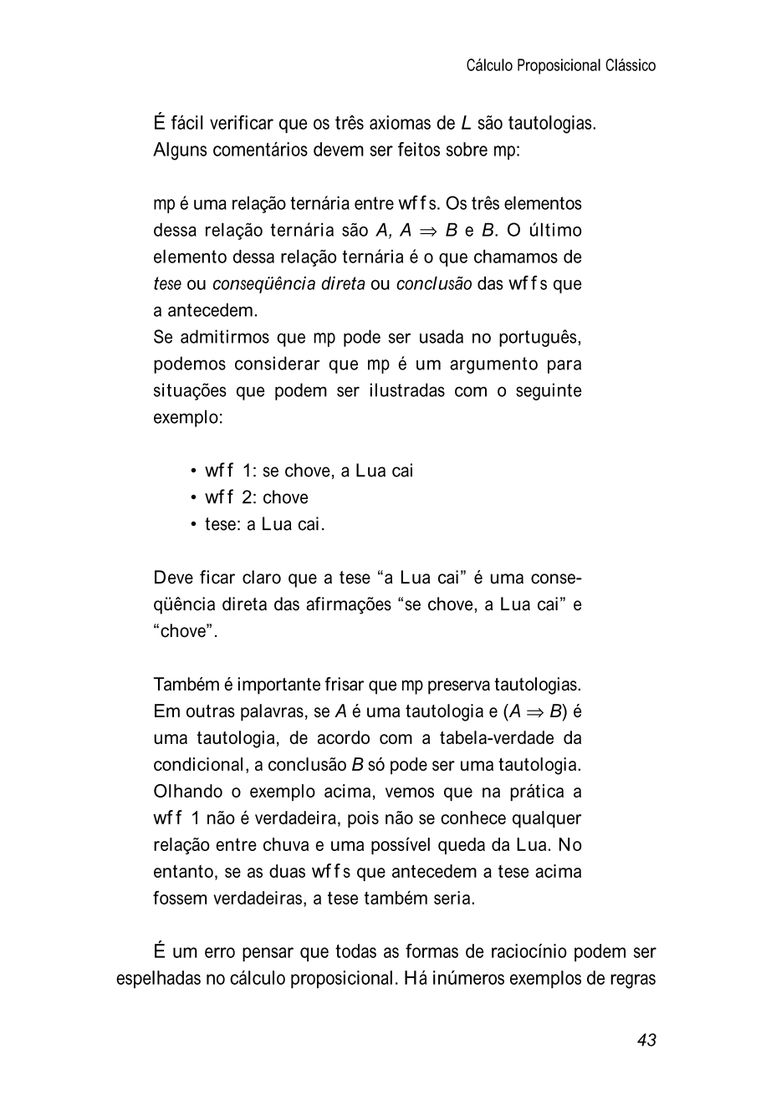 Cálculo Proposicional Clássico
É fácil verificar que os três axiomas de L são tautologias.
Alguns comentários devem ser feitos sobre mp:
mp é uma relação ternária entre wffs. Os três elementos
dessa relação ternária são A, A ⇒ B e B. O último
elemento dessa relação ternária é o que chamamos de
tese ou conseqüência direta ou conclusão das wffs que
a antecedem.
Se admitirmos que mp pode ser usada no português,
podemos considerar que mp é um argumento para
situações que podem ser ilustradas com o seguinte
exemplo:
• wff 1: se chove, a Lua cai
• wff 2: chove
• tese: a Lua cai.
Deve ficar claro que a tese “a Lua cai” é uma conse-
qüência direta das afirmações “se chove, a Lua cai” e
“chove”.
Também é importante frisar que mp preserva tautologias.
Em outras palavras, se A é uma tautologia e (A ⇒ B) é
uma tautologia, de acordo com a tabela-verdade da
condicional, a conclusão B só pode ser uma tautologia.
Olhando o exemplo acima, vemos que na prática a
wff 1 não é verdadeira, pois não se conhece qualquer
relação entre chuva e uma possível queda da Lua. No
entanto, se as duas wffs que antecedem a tese acima
fossem verdadeiras, a tese também seria.
É um erro pensar que todas as formas de raciocínio podem ser
espelhadas no cálculo proposicional. Há inúmeros exemplos de regras
43